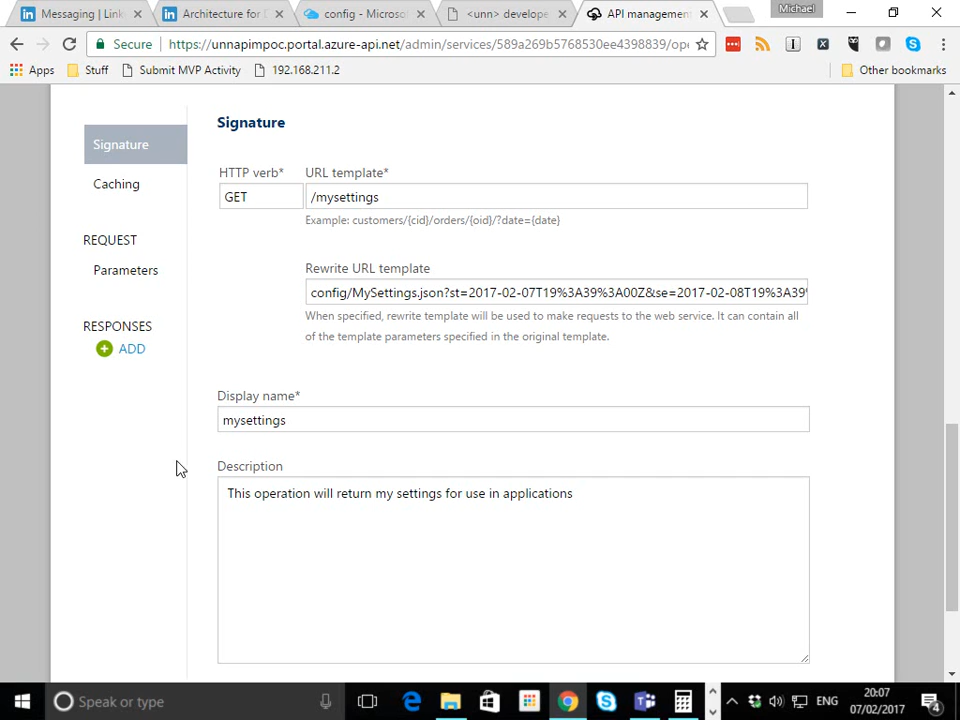 Messaging | Link
Architecture for D
config - Microso
<unn> develope
API management
Michael
Secure
https://unnapimpoc.portal.azure-api.net/admin/services/589a269b5768530ee4398839/ope
Apps
Stuff
Submit MVP Activity
192.168.211.2
Other bookmarks
Signature
Caching
REQUEST
Parameters
RESPONSES
ADD
Signature
HTTP verb*
URL template*
GET
/mysettings
Example: customers/{cid}/orders/{oid}/?date={date}
Rewrite URL template
config/MySettings.json?st=2017-02-07T19%3A39%3A00Z&se=2017-02-08T19%3A39%
When specified, rewrite template will be used to make requests to the web service. It can contain all
of the template parameters specified in the original template.
Display name*
mysettings
Description
This operation will return my settings for use in applications
Speak or type
ENG
20:07
07/02/2017
4